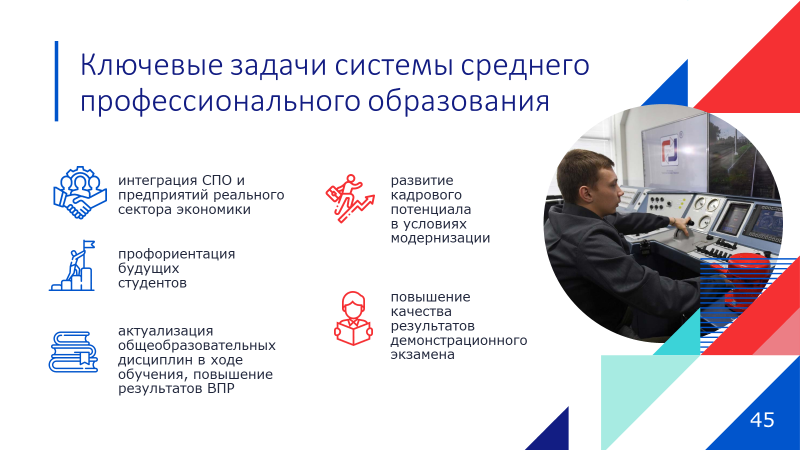 Ключевые задачи системы среднего
профессионального образования
интеграция СПО и
предприятий реального
сектора экономики
профориентация
будущих
студентов
актуализация
общеобразовательных
дисциплин в ходе
обучения, повышение
результатов ВПР
развитие
кадрового
потенциала
в условиях
модернизации
повышение
качества
результатов
демонстрационного
экзамена
45